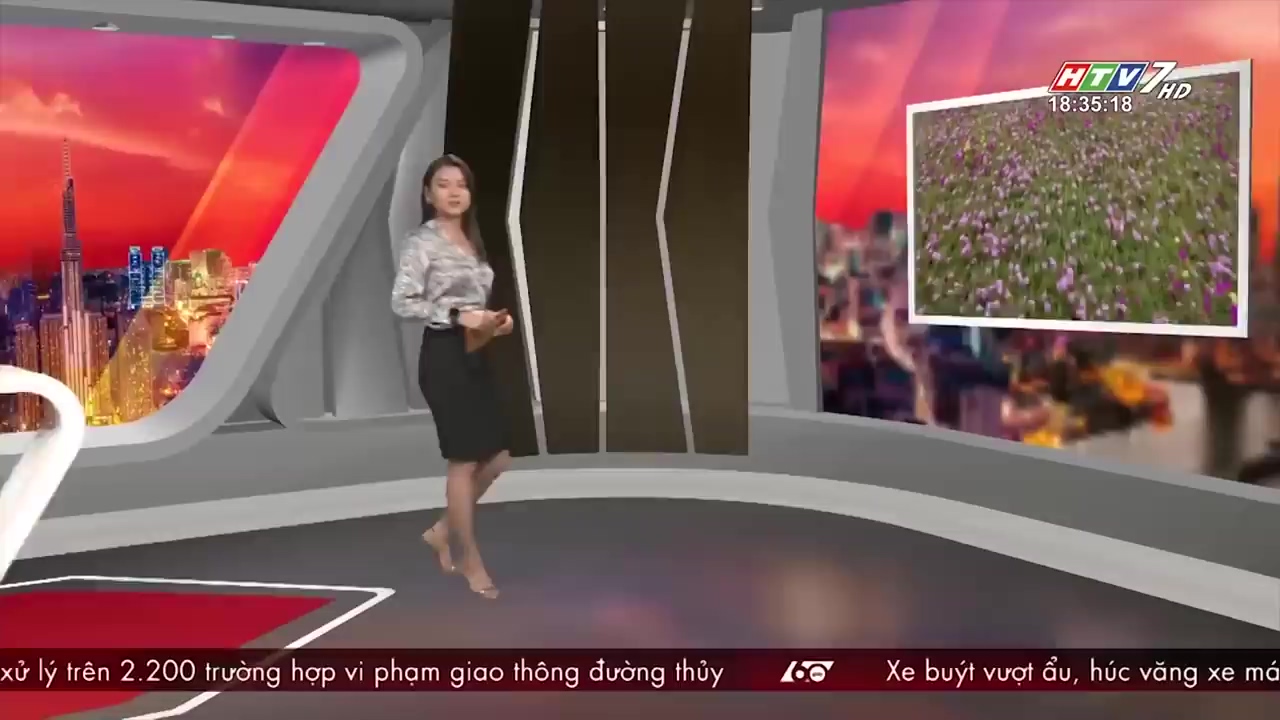 HTV7 HD
18:35:18
xử lý trên 2.200 trường hợp vi phạm giao thông đường thủy 60 Xe buýt vượt ẩu, húc văng xe má